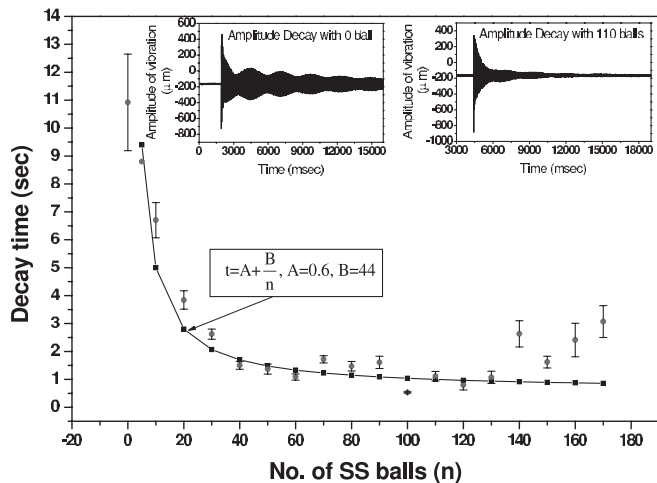 Amplitude Decay with 0 ball
Amplitude of vibration
(μ m)
600
400
200
0
-200
-400
-600
-800
0 3000 6000 9000 12000 15000
Time (msec)
Amplitude Decay with 110 balls
Amplitude of vibration
(μ m)
400
200
0
-200
-400
-600
-800
-1000
3000 6000 9000 12000 15000 18000
Time (msec)
Decay time (sec)
14
13
12
11
10
9
8
7
6
5
4
3
2
1
0
t=A+B/n, A=0.6, B=44
-20 0 20 40 60 80 100 120 140 160 180
No. of SS balls (n)